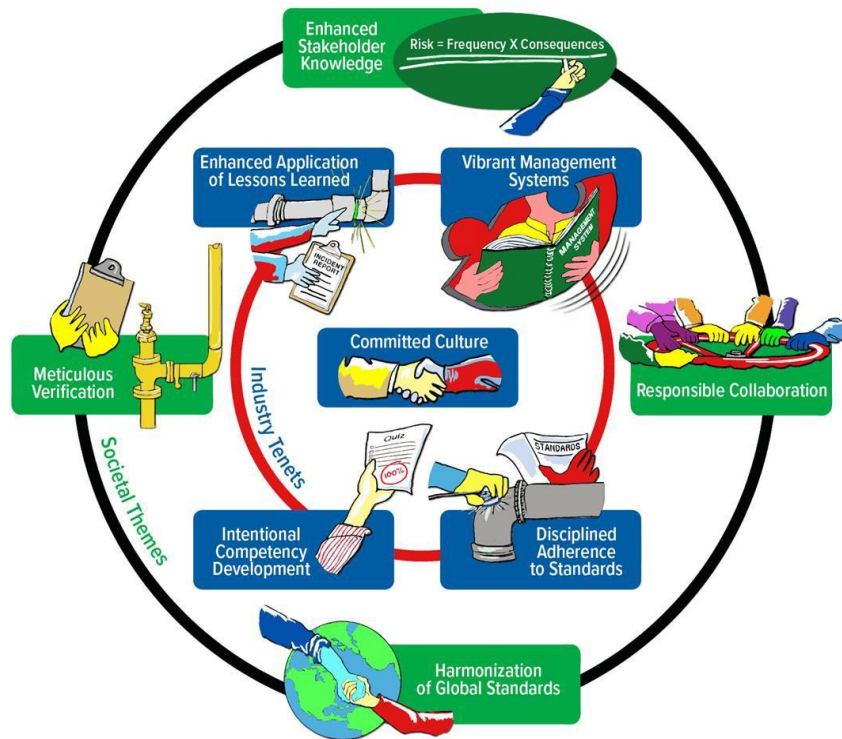 Enhanced
Stakeholder
Knowledge
Risk = Frequency X Consequences
Enhanced Application
of Lessons Learned
INCIDENT
REPORT
Vibrant Management
Systems
MANAGEMENT
SYSTEM
Committed Culture
Meticulous
Verification
Responsible Collaboration
Industry Tenets
Societal Themes
Quiz
100%
STANDARDS
Intentional
Competency
Development
Disciplined
Adherence
to Standards
Harmonization
of Global Standards